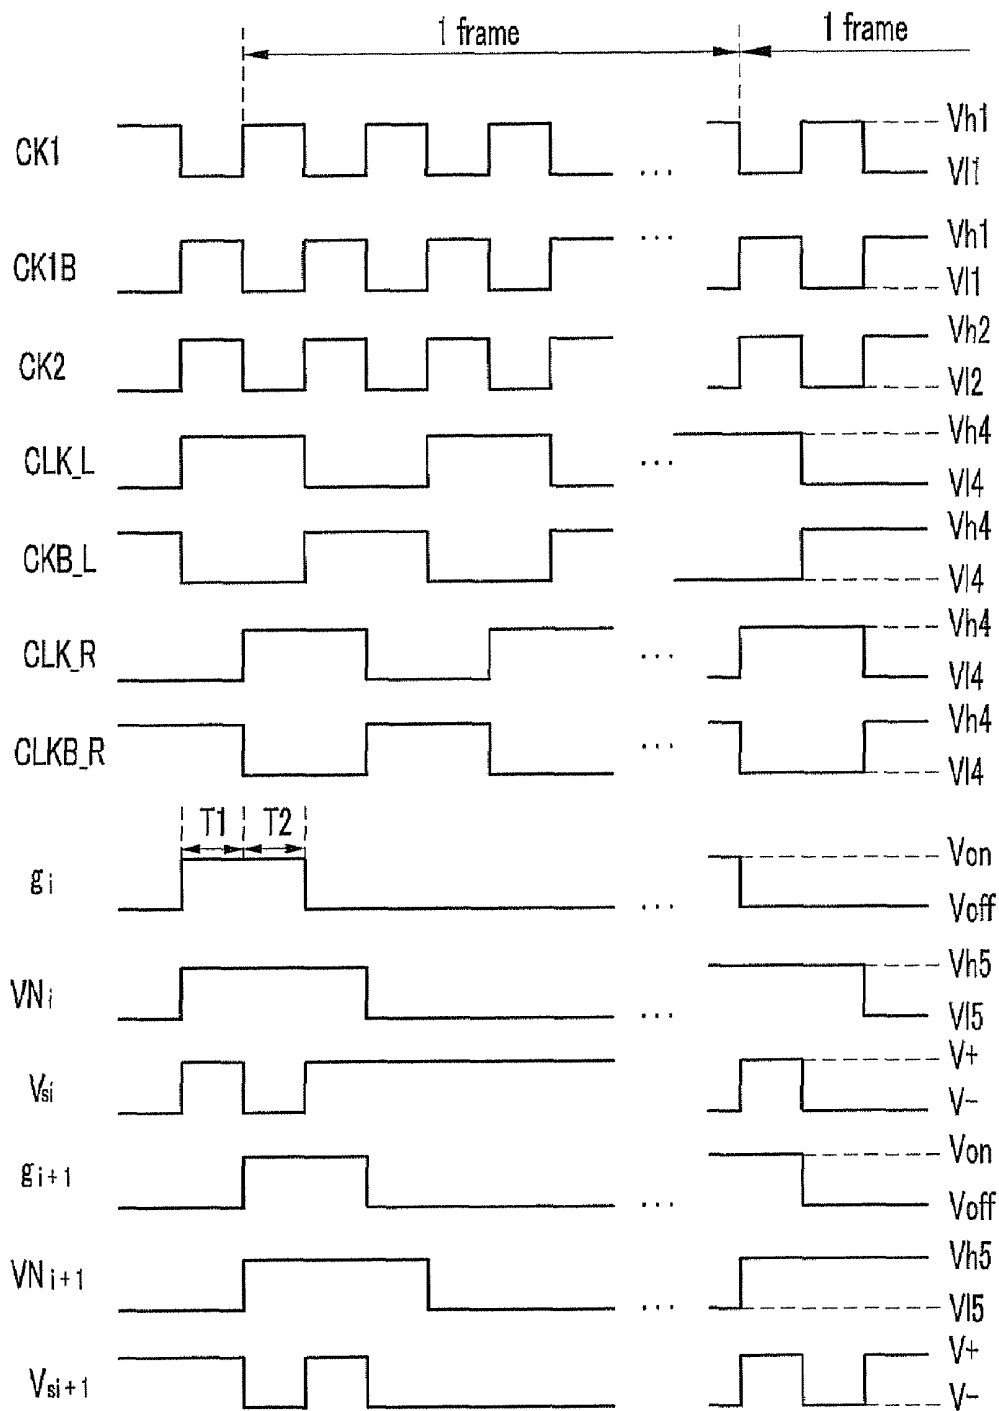 1 frame 1 frame
CK1 Vh1
Vl1
...
CK1B Vh1
Vl1
...
CK2 Vh2
Vl2
CLK_L Vh4
Vl4
...
CKB_L Vh4
Vl4
CLK_R Vh4
Vl4
...
CLKB_R Vh4
Vl4
...
T1 T2
gi Von
Voff
...
VNi Vh5
Vl5
...
Vsi V+
V-
gi+1 Von
Voff
...
VNi+1 Vh5
Vl5
...
Vsi+1 V+
V-